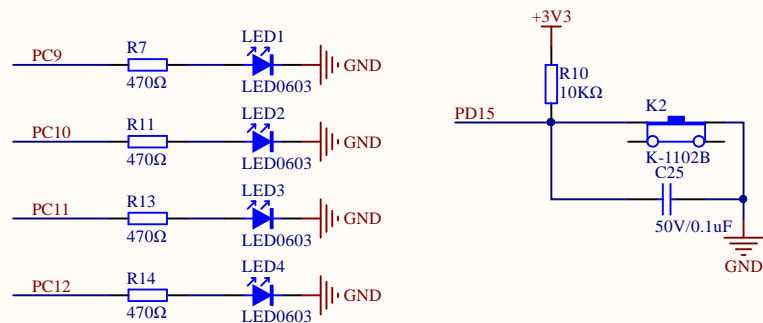 PC9
R7
470Ω
LED1
LED0603
GND
PC10
R11
470Ω
LED2
LED0603
GND
PC11
R13
470Ω
LED3
LED0603
GND
PC12
R14
470Ω
LED4
LED0603
GND
+3V3
R10
10KΩ
PD15
K2
K-1102B
C25
50V/0.1uF
GND